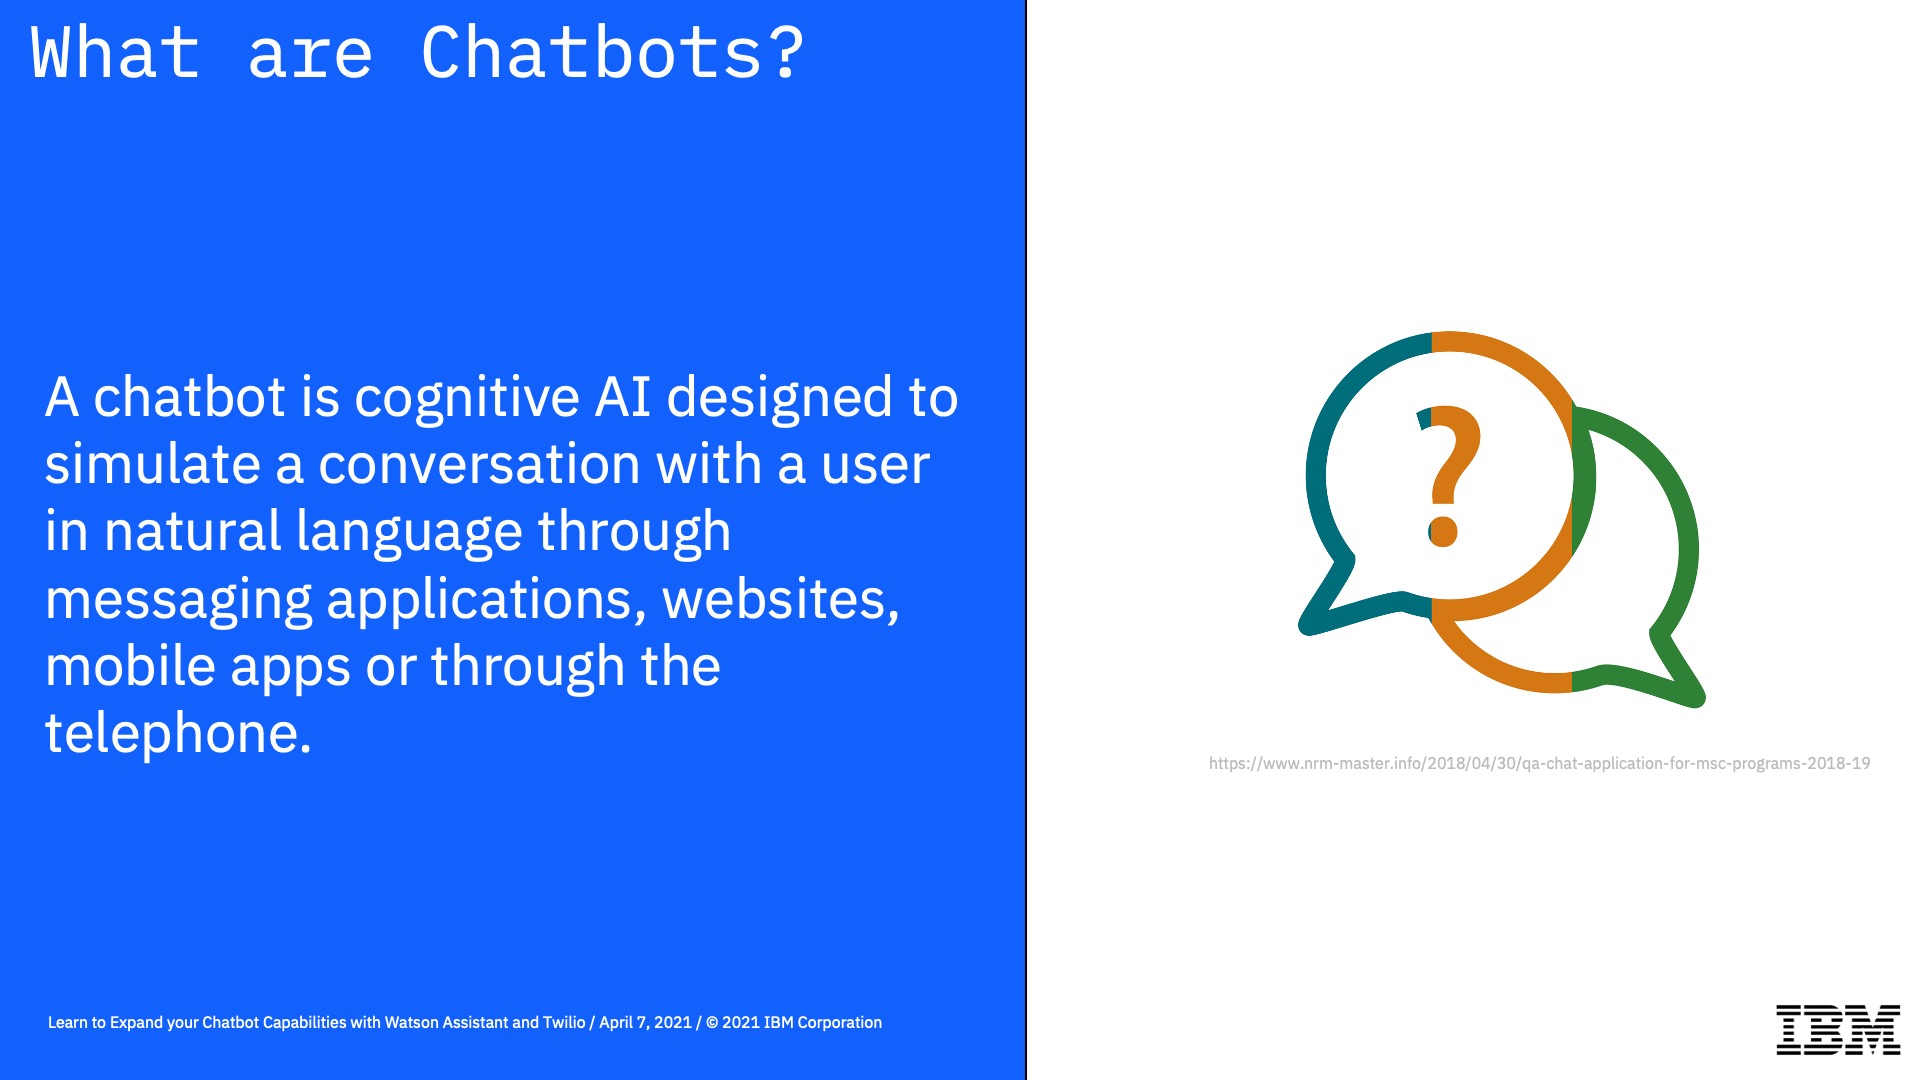 What are Chatbots?
A chatbot is cognitive AI designed to
simulate a conversation with a user
in natural language through
messaging applications, websites,
mobile apps or through the
telephone.
?
https://www.nrm-master.info/2018/04/30/qa-chat-application-for-msc-programs-2018-19
Learn to Expand your Chatbot Capabilities with Watson Assistant and Twilio / April 7, 2021 / © 2021 IBM Corporation
IBM